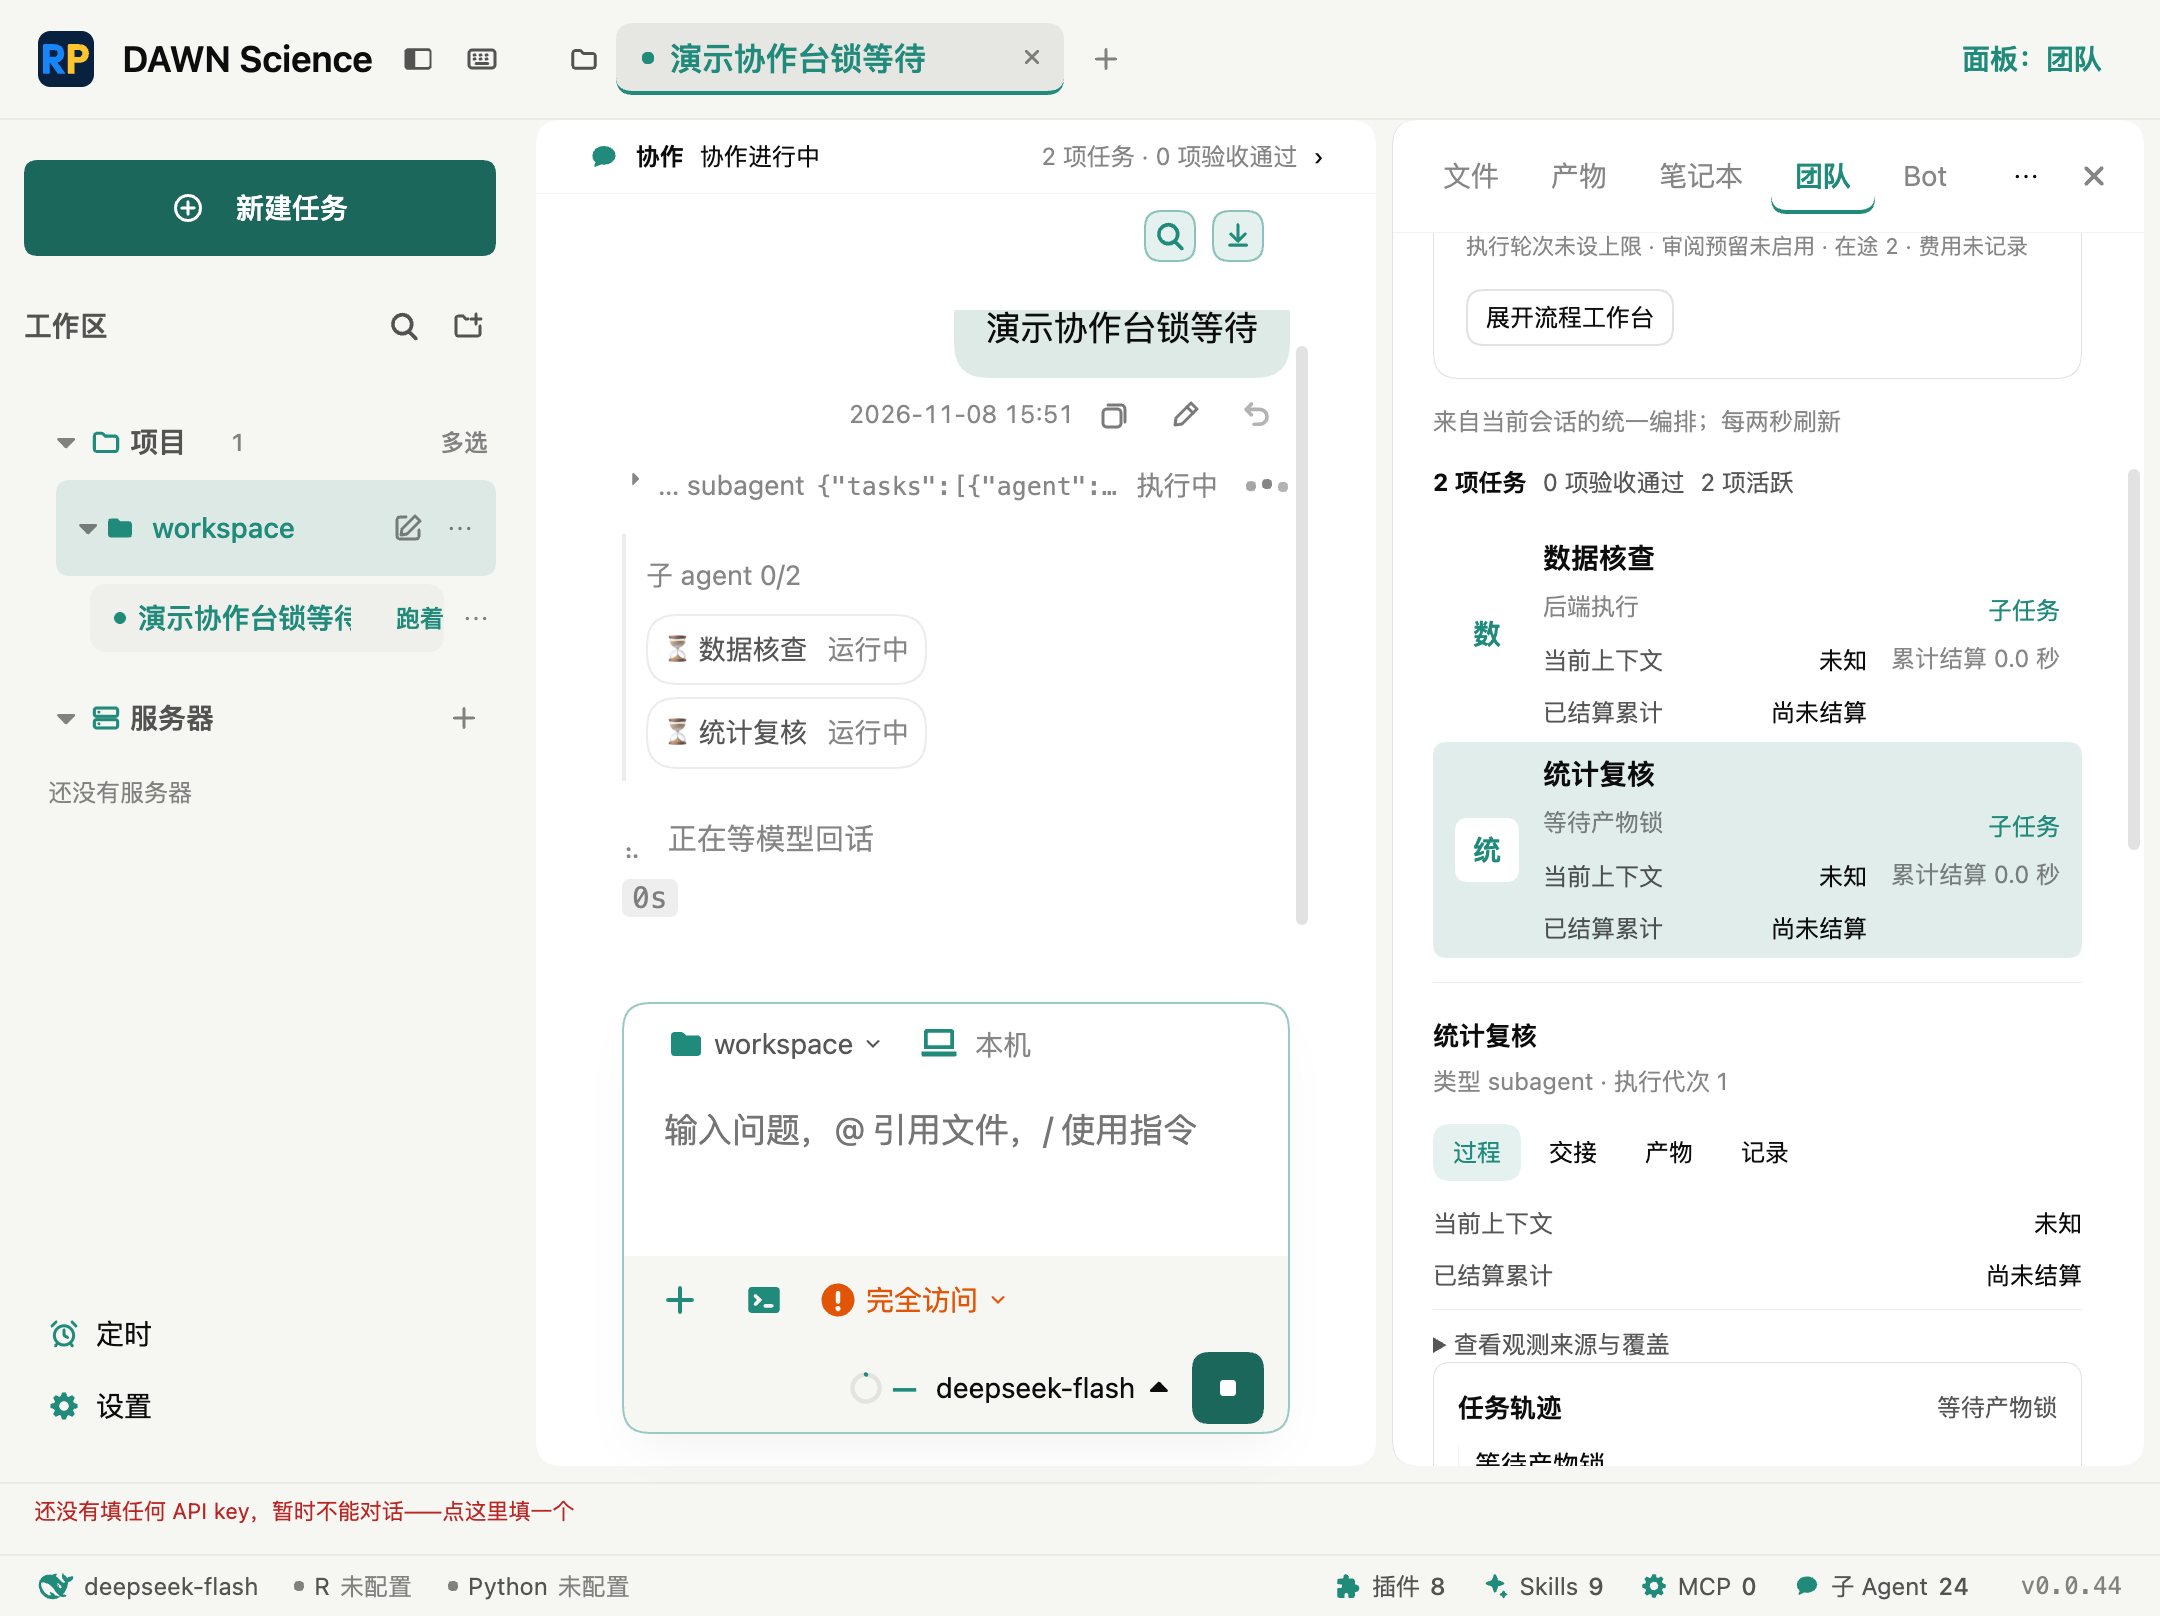 RP DAWN Science
演示协作台锁等待
面板：团队
新建任务
工作区
项目 1 多选
workspace
演示协作台锁等待 跑着
服务器
还没有服务器
定时
设置
协作 协作进行中 2 项任务 · 0 项验收通过
演示协作台锁等待
2026-11-08 15:51
... subagent {"tasks":[{"agent":... 执行中
子 agent 0/2
数据核查 运行中
统计复核 运行中
正在等模型回话
0s
workspace 本机
输入问题，@ 引用文件，/ 使用指令
完全访问
deepseek-flash
文件 产物 笔记本 团队 Bot
执行轮次未设上限 · 审阅预留未启用 · 在途 2 · 费用未记录
展开流程工作台
来自当前会话的统一编排；每两秒刷新
2 项任务 0 项验收通过 2 项活跃
数
数据核查
后端执行 子任务
当前上下文 未知 累计结算 0.0 秒
已结算累计 尚未结算
统
统计复核
等待产物锁 子任务
当前上下文 未知 累计结算 0.0 秒
已结算累计 尚未结算
统计复核
类型 subagent · 执行代次 1
过程 交接 产物 记录
当前上下文 未知
已结算累计 尚未结算
查看观测来源与覆盖
任务轨迹 等待产物锁
等待产物锁
还没有填任何 API key，暂时不能对话——点这里填一个
deepseek-flash R 未配置 Python 未配置
插件 8 Skills 9 MCP 0 子 Agent 24 v0.0.44